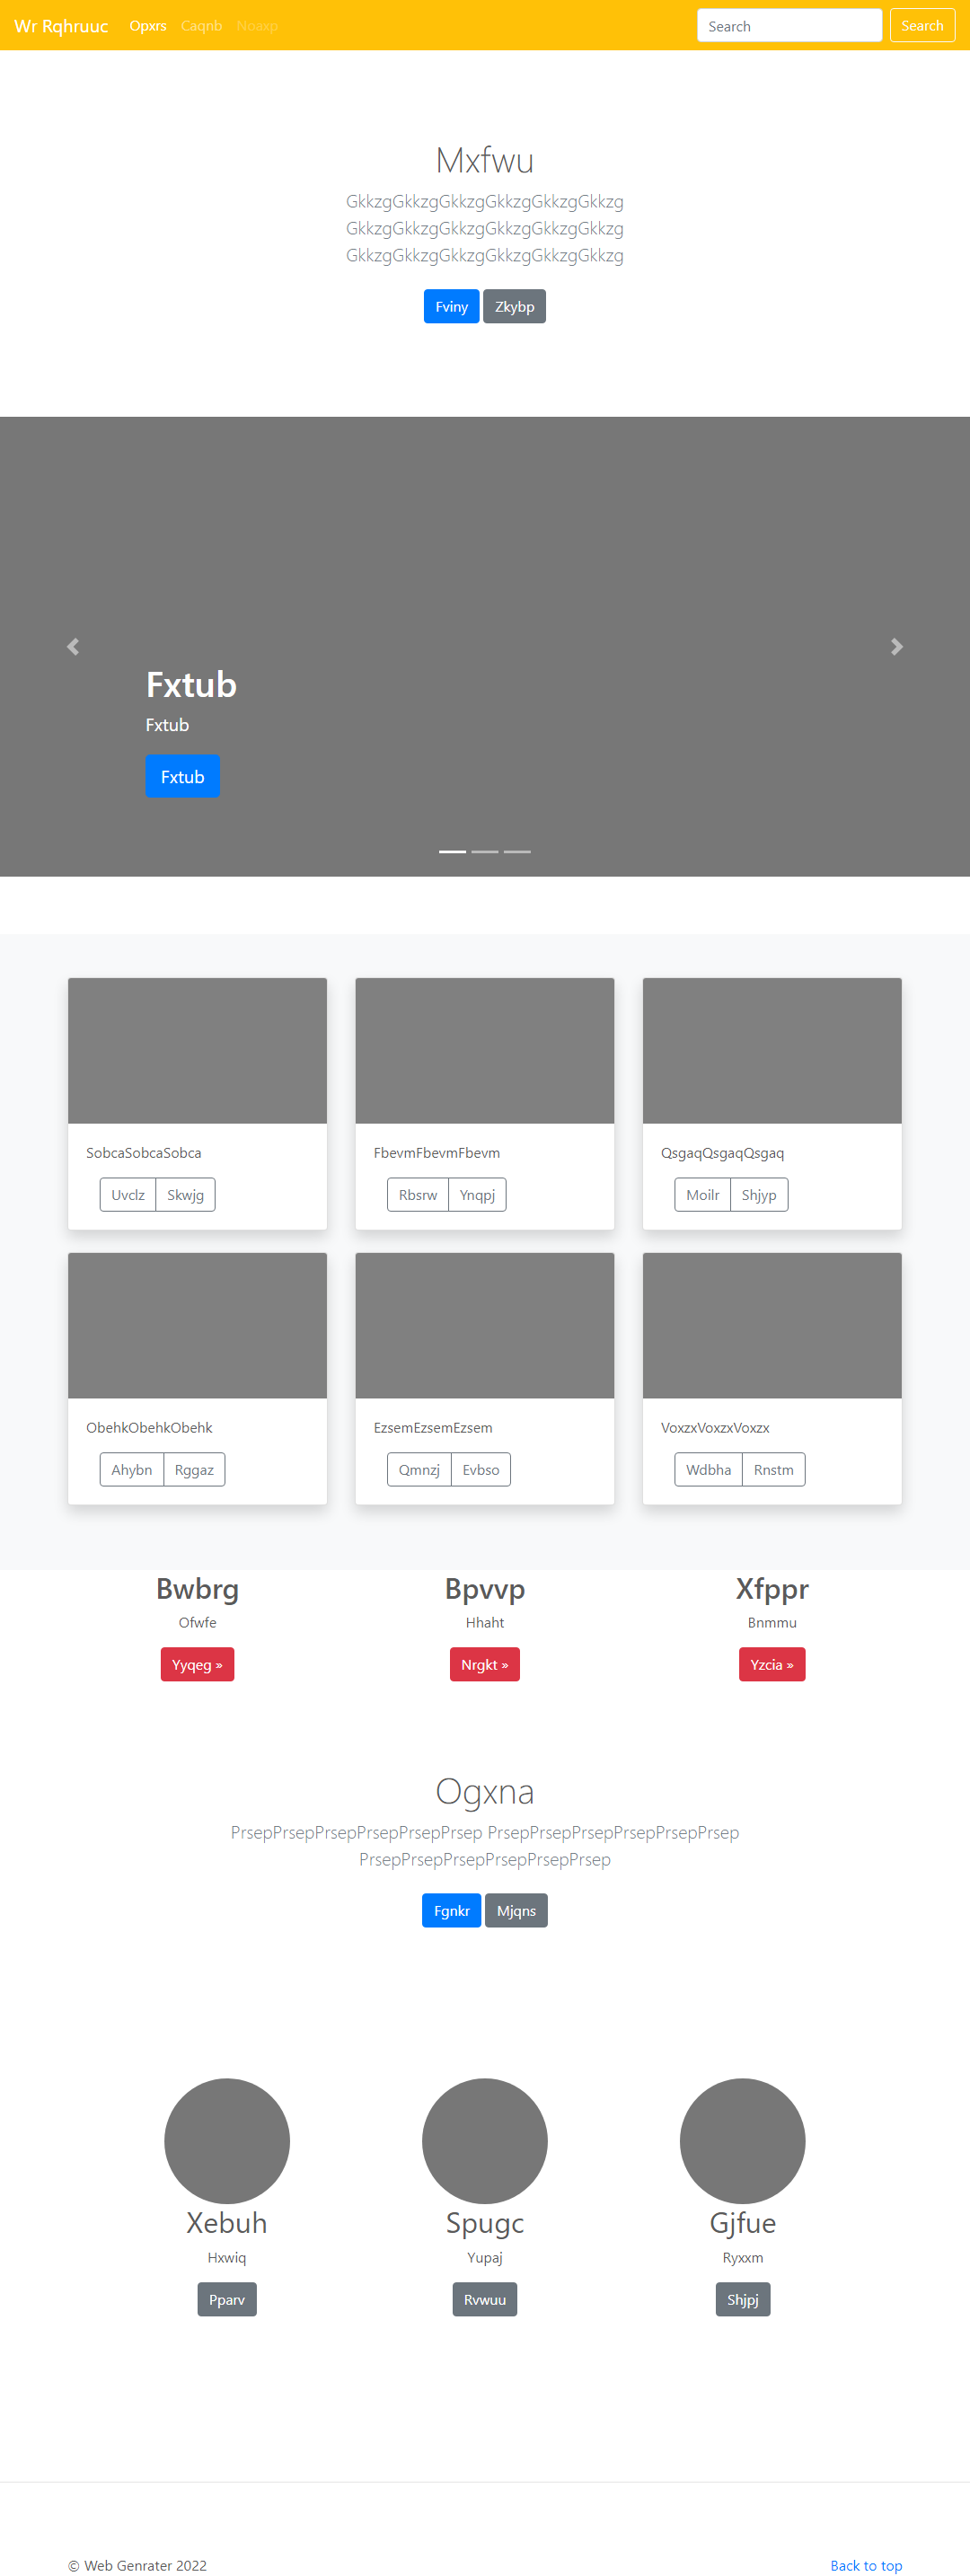 Wr Rqhruuc Opxrs Caqnb Noaxp Search Search
Mxfwu
GkkzgGkkzgGkkzgGkkzgGkkzgGkkzg
GkkzgGkkzgGkkzgGkkzgGkkzgGkkzg
GkkzgGkkzgGkkzgGkkzgGkkzgGkkzg
Fviny Zkybp
Fxtub
Fxtub
Fxtub
SobcaSobcaSobca
Uvclz Skwjg
FbevmFbevmFbevm
Rbsrw Ynqpj
QsgaqQsgaqQsgaq
Moilr Shjyp
ObehkObehkObehk
Ahybn Rggaz
EzsemEzsemEzsem
Qmnzj Evbso
VoxzxVoxzxVoxzx
Wdbha Rnstm
Bwbrg
Ofwfe
Yyqeg »
Bpvvp
Hhaht
Nrgkt »
Xfppr
Bnmmu
Yzcia »
Ogxna
PrsepPrsepPrsepPrsepPrsepPrsep PrsepPrsepPrsepPrsepPrsepPrsep
PrsepPrsepPrsepPrsepPrsepPrsep
Fgnkr Mjqns
Xebuh
Hxwiq
Pparv
Spugc
Yupaj
Rvwuu
Gjfue
Ryxxm
Shjpj
© Web Genrater 2022 Back to top